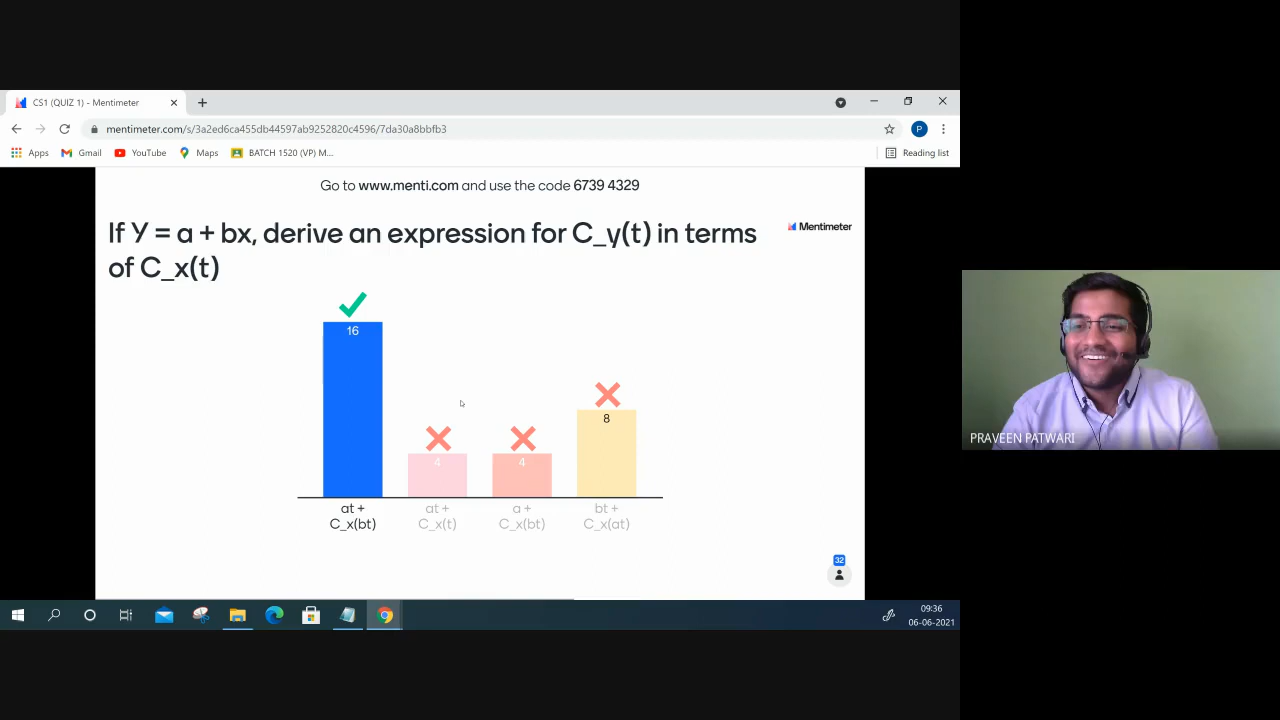 CS1 (QUIZ 1) - Mentimeter
mentimeter.com/s/3a2ed6ca455db44597ab9252820c4596/7da30a8bbfb3
P
Apps Gmail YouTube Maps BATCH 1520 (VP) M... Reading list
Go to www.menti.com and use the code 6739 4329
If Y = a + bx, derive an expression for C_y(t) in terms
of C_x(t)
Mentimeter
16
4
4
8
at +
C_x(bt)
at +
C_x(t)
a +
C_x(bt)
bt +
C_x(at)
32
PRAVEEN PATWARI
09:36
06-06-2021